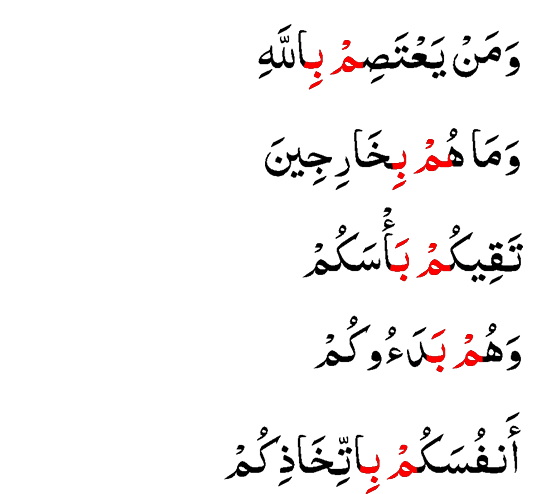 وَمَنْ يَعْتَصِمْ بِاللَّهِ
وَمَا هُمْ بِخَارِجِينَ
تَقِيكُمْ بَأْسَكُمْ
وَهُمْ بَدَءُوكُمْ
أَنفُسَكُمْ بِاتِّخَاذِكُمْ